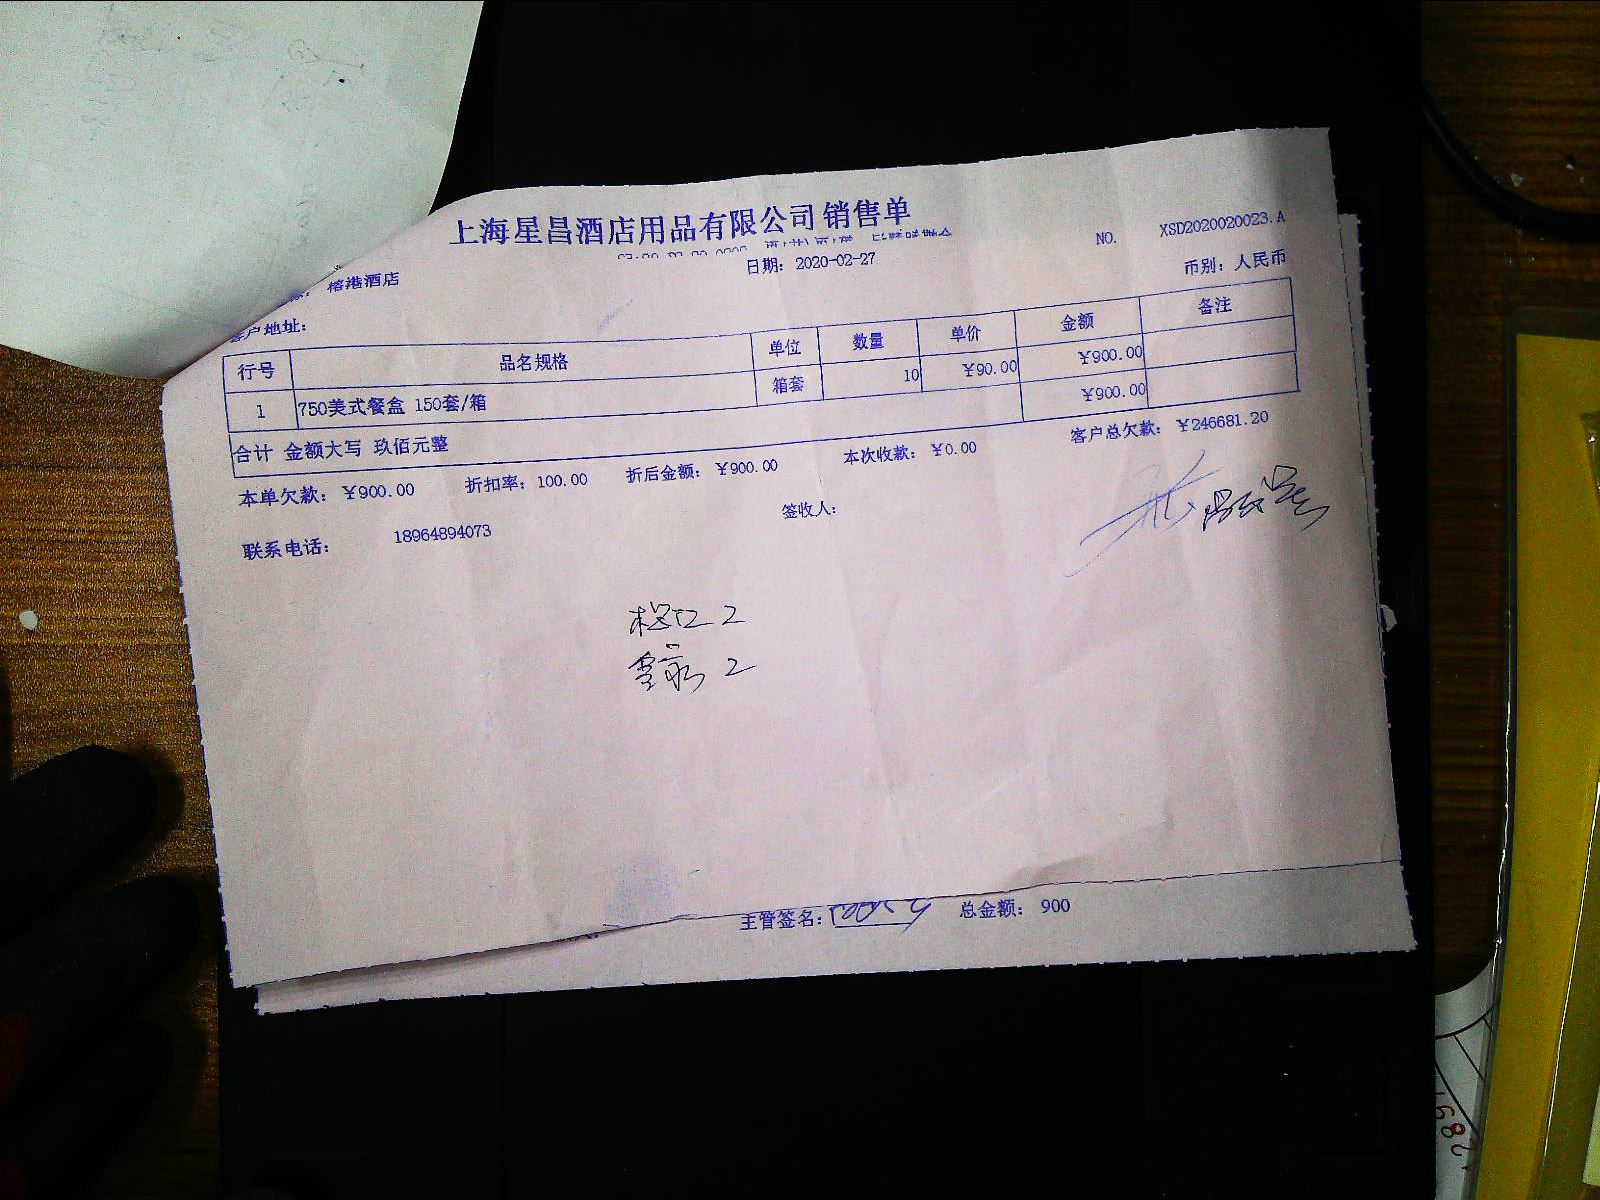 上海星昌酒店用品有限公司 销售单
NO. XSD2020020023.A
榕港酒店 日期: 2020-02-27 币别: 人民币
客户地址:
行号 品名规格 单位 数量 单价 金额 备注
1 750美式餐盒 150套/箱 箱套 10 ¥90.00 ¥900.00
合计 金额大写 玖佰元整 ¥900.00
本单欠款: ¥900.00 折扣率: 100.00 折后金额: ¥900.00 本次收款: ¥0.00 客户总欠款: ¥246681.20
联系电话: 18964894073 签收人:
2
2
主管签名: 总金额: 900